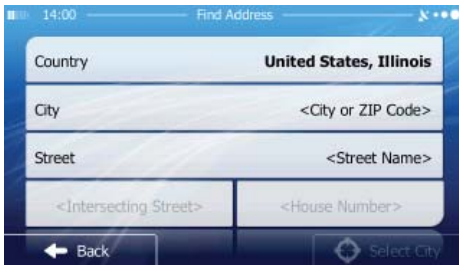 14:00 Find Address
Country United States, Illinois
City <City or ZIP Code>
Street <Street Name>
<Intersecting Street> <House Number>
Back Select City